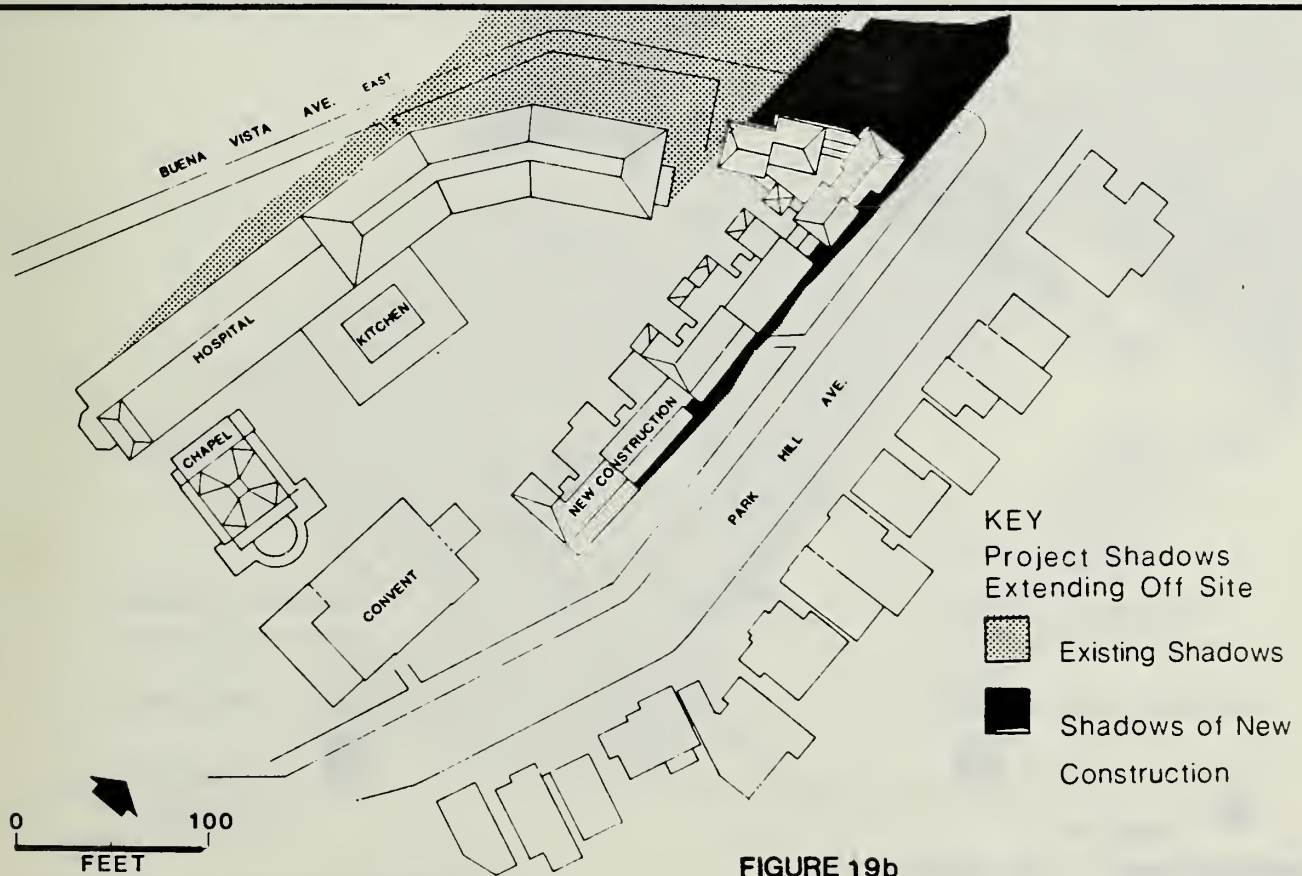 BUENA VISTA AVE. EAST
HOSPITAL
KITCHEN
CHAPEL
CONVENT
NEW CONSTRUCTION
PARK HILL AVE.
KEY
Project Shadows
Extending Off Site
Existing Shadows
Shadows of New
Construction
0 100
FEET
FIGURE 19b